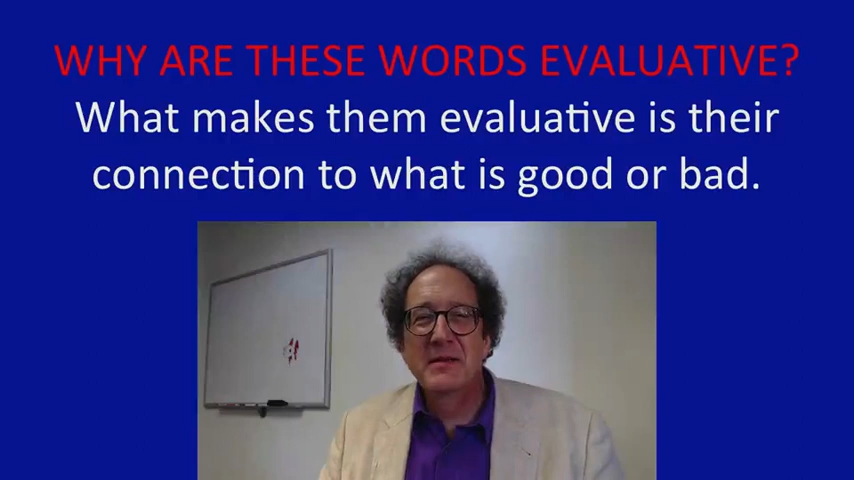 WHY ARE THESE WORDS EVALUATIVE?
What makes them evaluative is their
connection to what is good or bad.